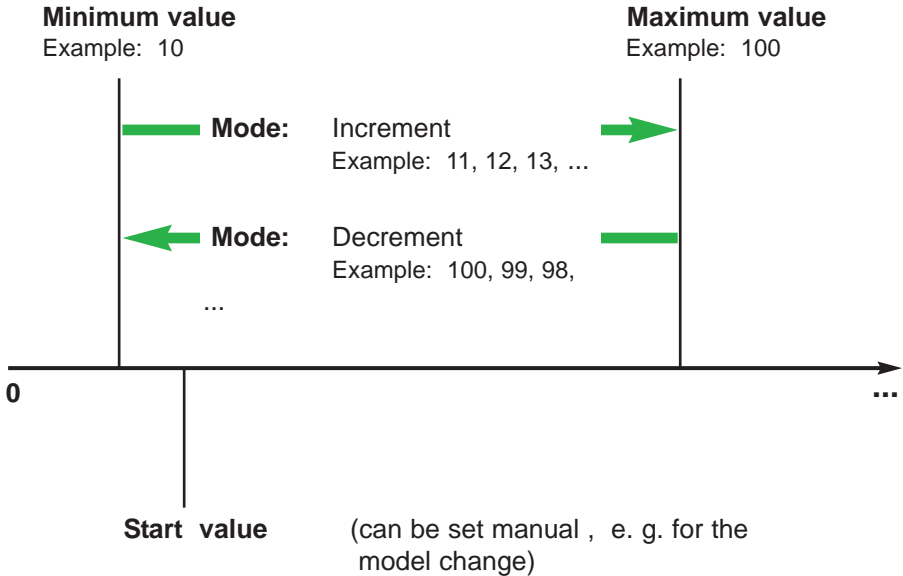 Minimum value
Example: 10
Maximum value
Example: 100
Mode: Increment
Example: 11, 12, 13, ...
Mode: Decrement
Example: 100, 99, 98,
...
0
...
Start value (can be set manual , e. g. for the
model change)